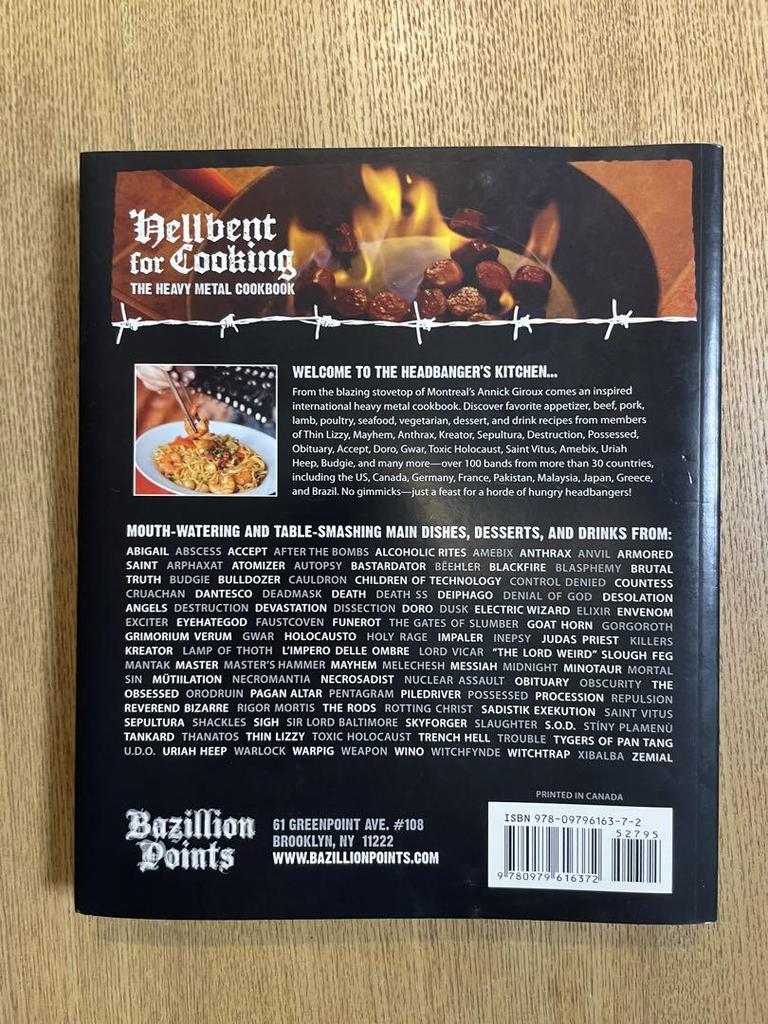 Hellbent
for Cooking
THE HEAVY METAL COOKBOOK
WELCOME TO THE HEADBANGER'S KITCHEN...
From the blazing stovetop of Montreal's Annick Giroux comes an inspired
international heavy metal cookbook. Discover favorite appetizer, beef, pork,
lamb, poultry, seafood, vegetarian, dessert, and drink recipes from members
of Thin Lizzy, Mayhem, Anthrax, Kreator, Sepultura, Destruction, Possessed,
Obituary, Accept, Doro, Gwar, Toxic Holocaust, Saint Vitus, Amebix, Uriah
Heep, Budgie, and many more—over 100 bands from more than 30 countries,
including the US, Canada, Germany, France, Pakistan, Malaysia, Japan, Greece,
and Brazil. No gimmicks—just a feast for a horde of hungry headbangers!
MOUTH-WATERING AND TABLE-SMASHING MAIN DISHES, DESSERTS, AND DRINKS FROM:
ABIGAIL ABSCESS ACCEPT AFTER THE BOMBS ALCOHOLIC RITES AMEBIX ANTHRAX ANVIL ARMORED
SAINT ARPHAXAT ATOMIZER AUTOPSY BASTARDATOR BËEHLER BLACKFIRE BLASPHEMY BRUTAL
TRUTH BUDGIE BULLDOZER CAULDRON CHILDREN OF TECHNOLOGY CONTROL DENIED COUNTESS
CRUACHAN DANTESCO DEADMASK DEATH DEATH SS DEIPHAGO DENIAL OF GOD DESOLATION
ANGELS DESTRUCTION DEVASTATION DISSECTION DORO DUSK ELECTRIC WIZARD ELIXIR ENVENOM
EXCITER EYEHATEGOD FAUSTCOVEN FUNEROT THE GATES OF SLUMBER GOAT HORN GORGOROTH
GRIMORIUM VERUM GWAR HOLOCAUSTO HOLY RAGE IMPALER INEPSY JUDAS PRIEST KILLERS
KREATOR LAMP OF THOTH L'IMPERO DELLE OMBRE LORD VICAR "THE LORD WEIRD" SLOUGH FEG
MANTAK MASTER MASTER'S HAMMER MAYHEM MELECHESH MESSIAH MIDNIGHT MINOTAUR MORTAL
SIN MÜTIILATION NECROMANTIA NECROSADIST NUCLEAR ASSAULT OBITUARY OBSCURITY THE
OBSESSED ORODRUIN PAGAN ALTAR PENTAGRAM PILEDRIVER POSSESSED PROCESSION REPULSION
REVEREND BIZARRE RIGOR MORTIS THE RODS ROTTING CHRIST SADISTIK EXEKUTION SAINT VITUS
SEPULTURA SHACKLES SIGH SIR LORD BALTIMORE SKYFORGER SLAUGHTER S.O.D. STÍNY PLAMENŮ
TANKARD THANATOS THIN LIZZY TOXIC HOLOCAUST TRENCH HELL TROUBLE TYGERS OF PAN TANG
U.D.O. URIAH HEEP WARLOCK WARPIG WEAPON WINO WITCHFYNDE WITCHTRAP XIBALBA ZEMIAL
PRINTED IN CANADA
Bazillion
Points
61 GREENPOINT AVE. #108
BROOKLYN, NY 11222
WWW.BAZILLIONPOINTS.COM
ISBN 978-09796163-7-2
52795
9 780979 616372